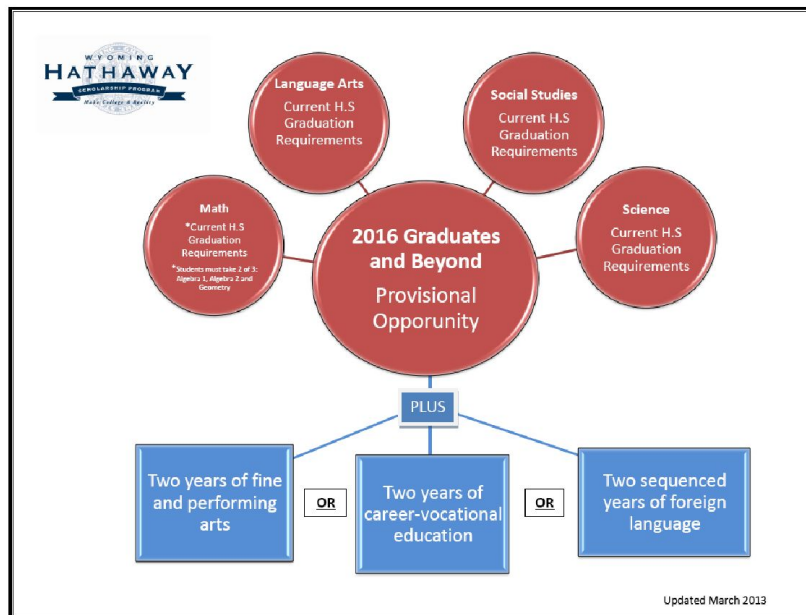 WYOMING
HATHAWAY
SCHOLARSHIP PROGRAM
Make College a Reality
Language Arts
Current H.S
Graduation
Requirements
Social Studies
Current H.S
Graduation
Requirements
Math
*Current H.S
Graduation
Requirements
*Students must take 2 of 3:
Algebra 1, Algebra 2 and
Geometry
2016 Graduates
and Beyond
Provisional
Opporunity
Science
Current H.S
Graduation
Requirements
PLUS
Two years of fine
and performing
arts
OR
Two years of
career-vocational
education
OR
Two sequenced
years of foreign
language
Updated March 2013